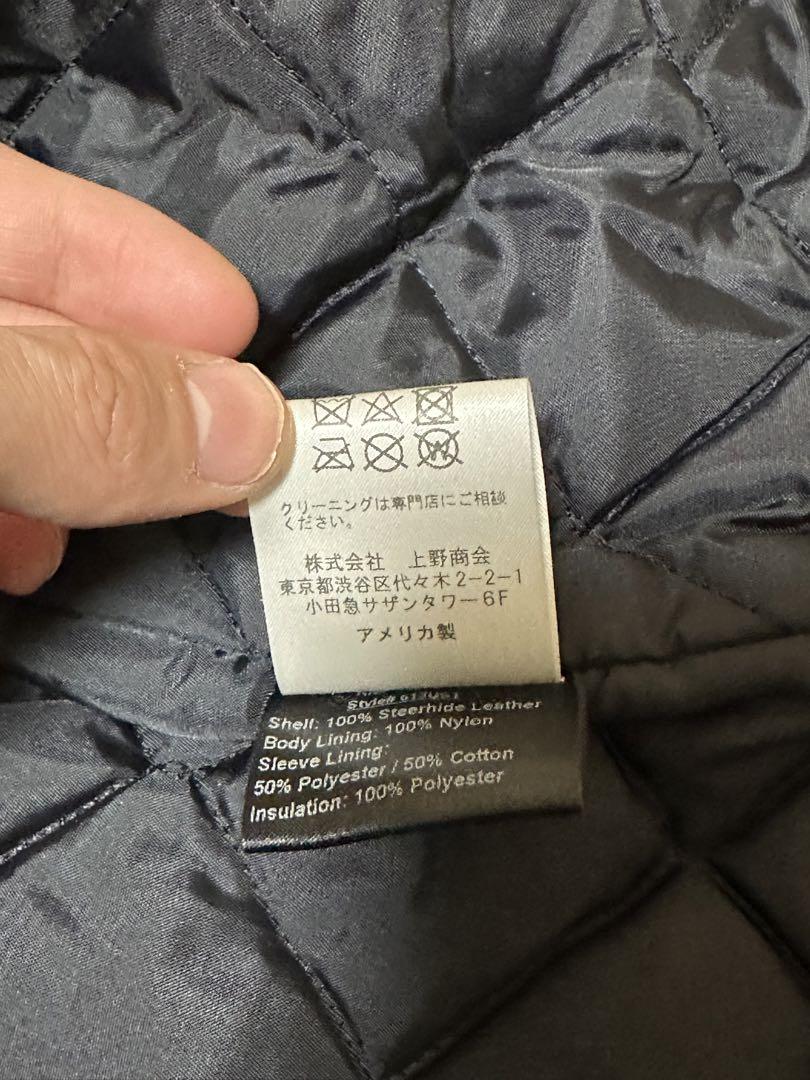 クリーニングは専門店にご相談
ください。
株式会社　上野商会
東京都渋谷区代々木2-2-1
小田急サザンタワー6F
アメリカ製
Style#
Shell: 100% Steerhide Leather
Body Lining: 100% Nylon
Sleeve Lining:
50% Polyester / 50% Cotton
Insulation: 100% Polyester